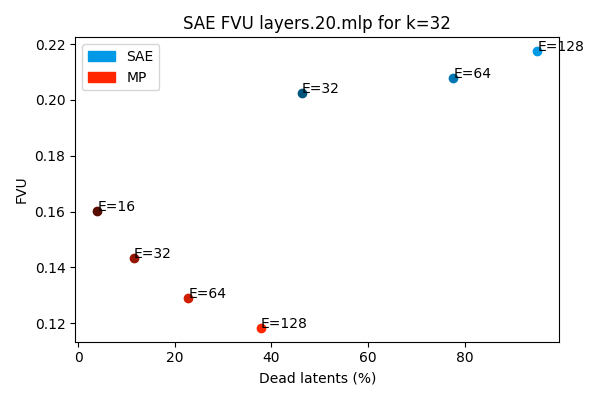 SAE FVU layers.20.mlp for k=32
SAE
MP
E=128
E=64
E=32
E=16
E=32
E=64
E=128
0.22
0.20
0.18
0.16
0.14
0.12
FVU
0
20
40
60
80
Dead latents (%)